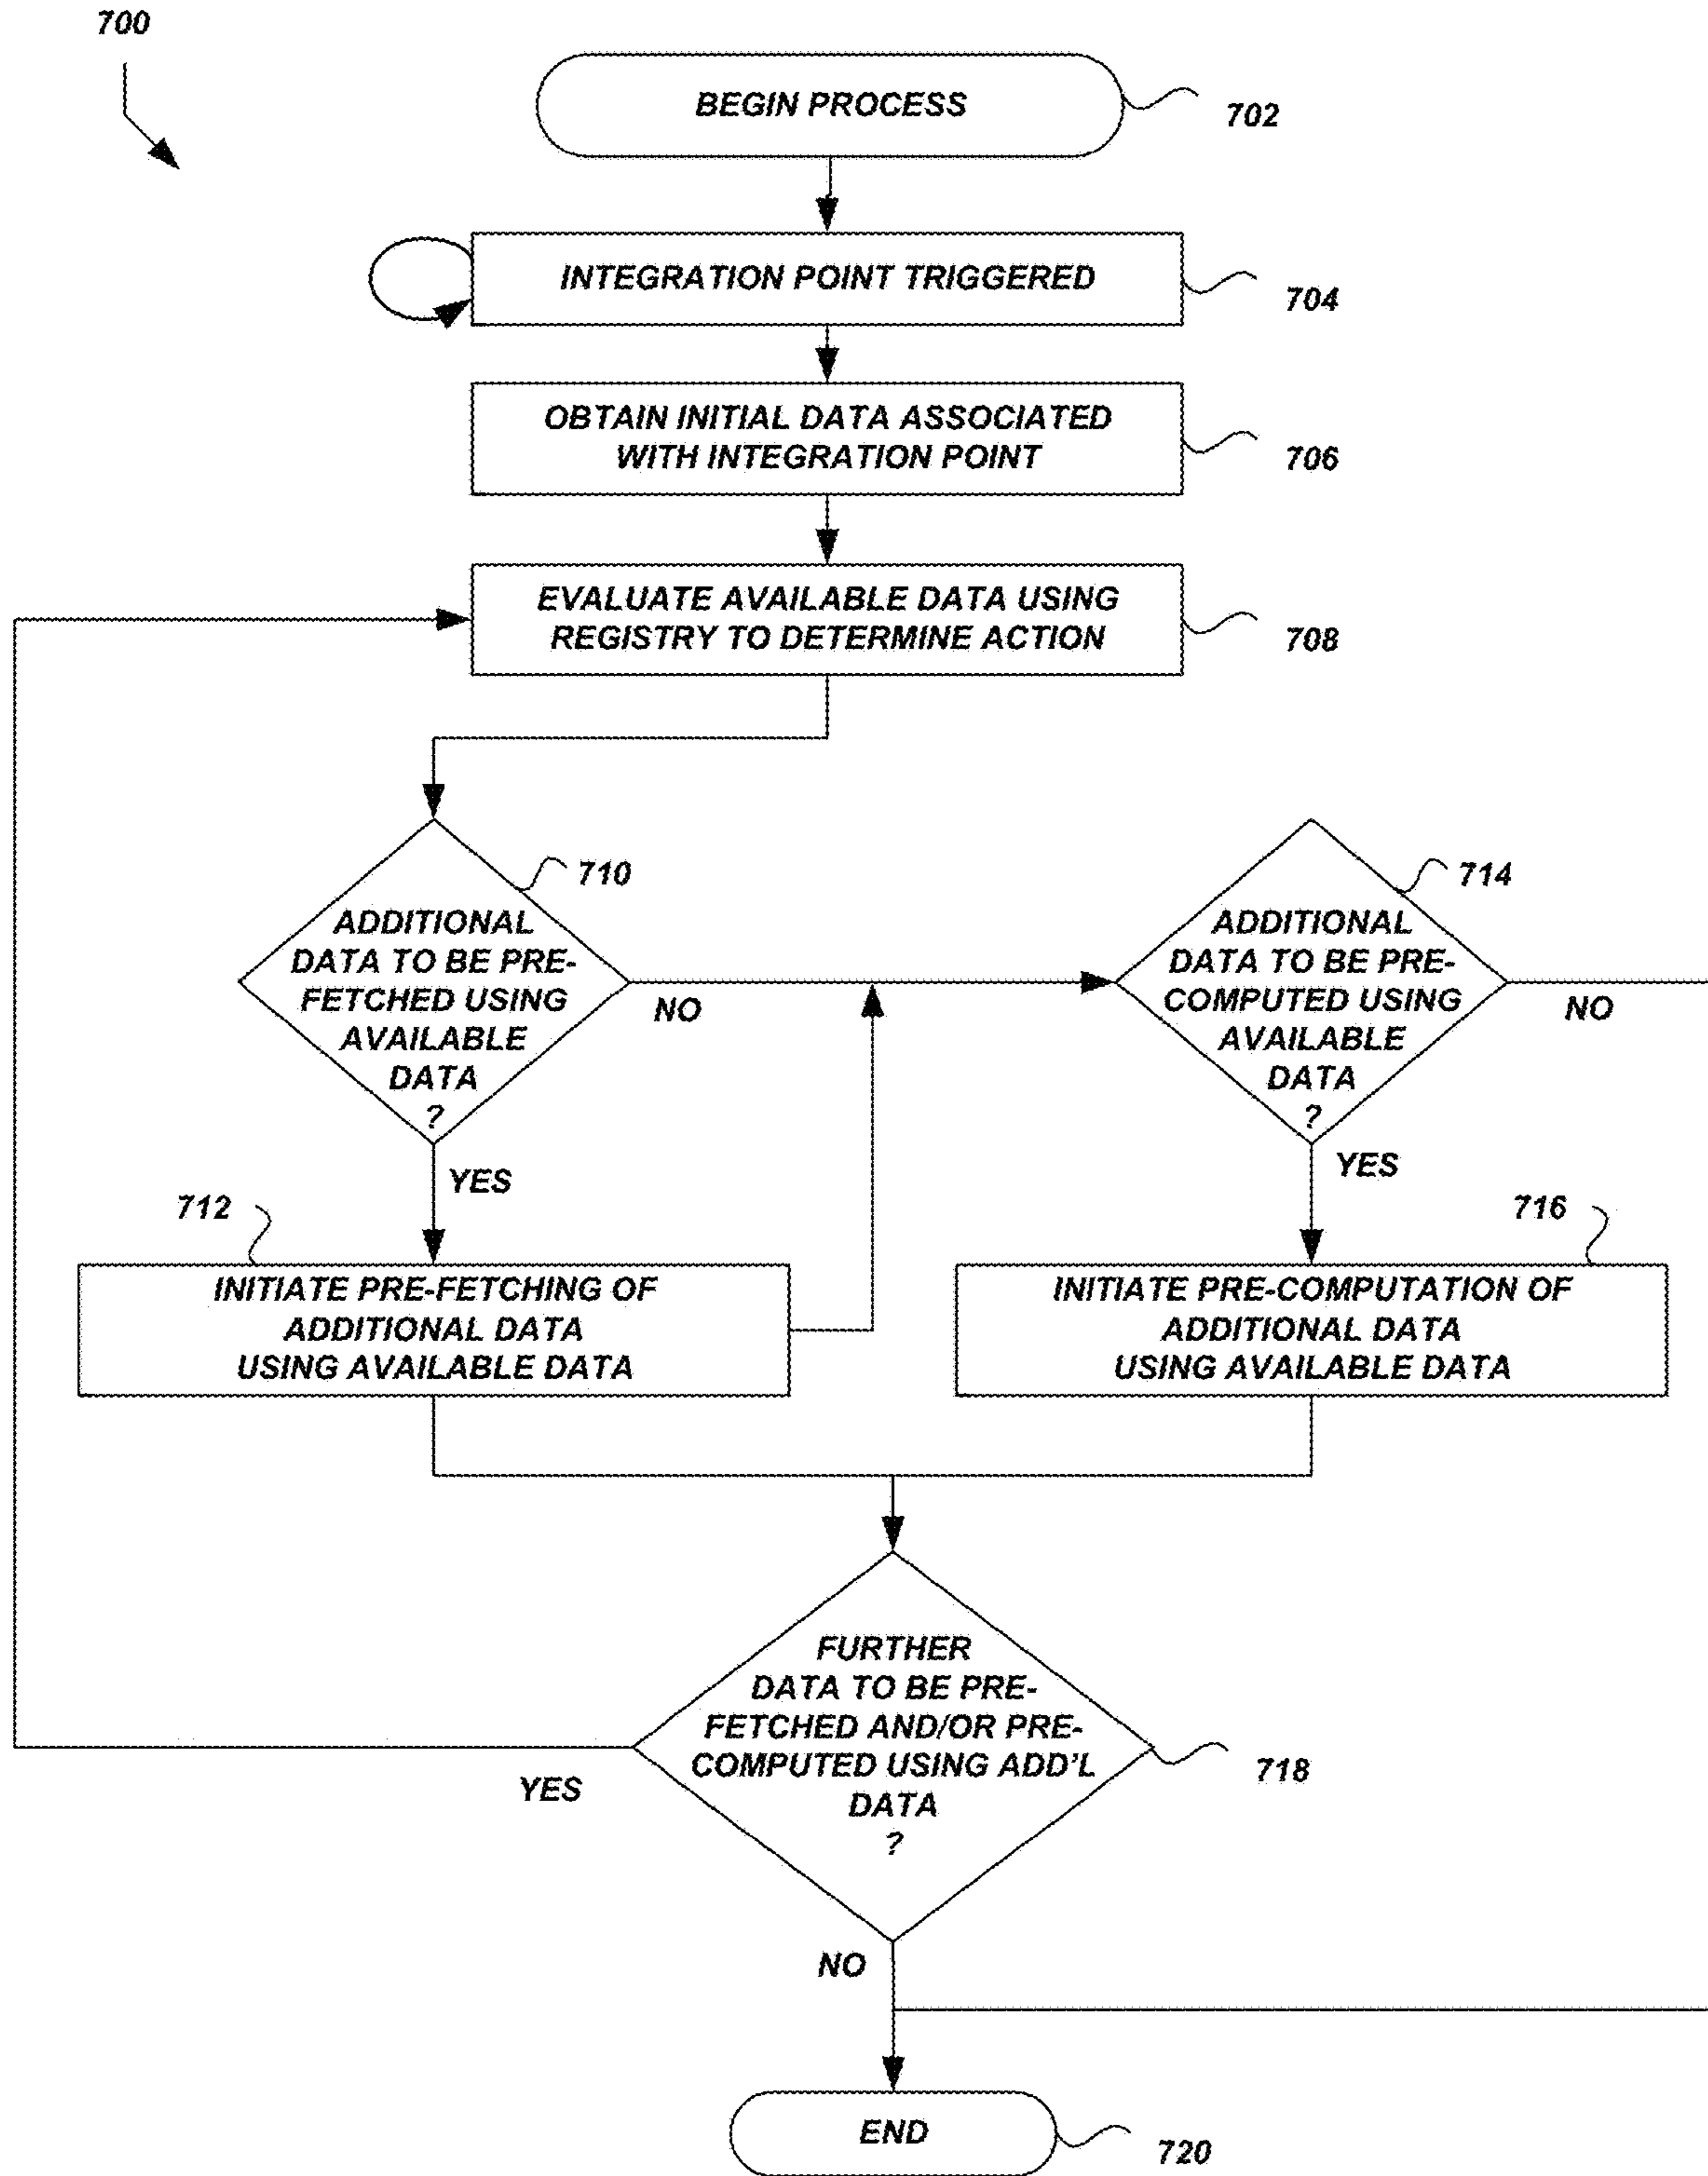 700
BEGIN PROCESS
702
INTEGRATION POINT TRIGGERED
704
OBTAIN INITIAL DATA ASSOCIATED
WITH INTEGRATION POINT
706
EVALUATE AVAILABLE DATA USING
REGISTRY TO DETERMINE ACTION
708
710
ADDITIONAL
DATA TO BE PRE-
FETCHED USING
AVAILABLE
DATA
?
NO
YES
714
ADDITIONAL
DATA TO BE PRE-
COMPUTED USING
AVAILABLE
DATA
?
NO
YES
712
INITIATE PRE-FETCHING OF
ADDITIONAL DATA
USING AVAILABLE DATA
716
INITIATE PRE-COMPUTATION OF
ADDITIONAL DATA
USING AVAILABLE DATA
FURTHER
DATA TO BE PRE-
FETCHED AND/OR PRE-
COMPUTED USING ADD'L
DATA
?
718
YES
NO
END
720